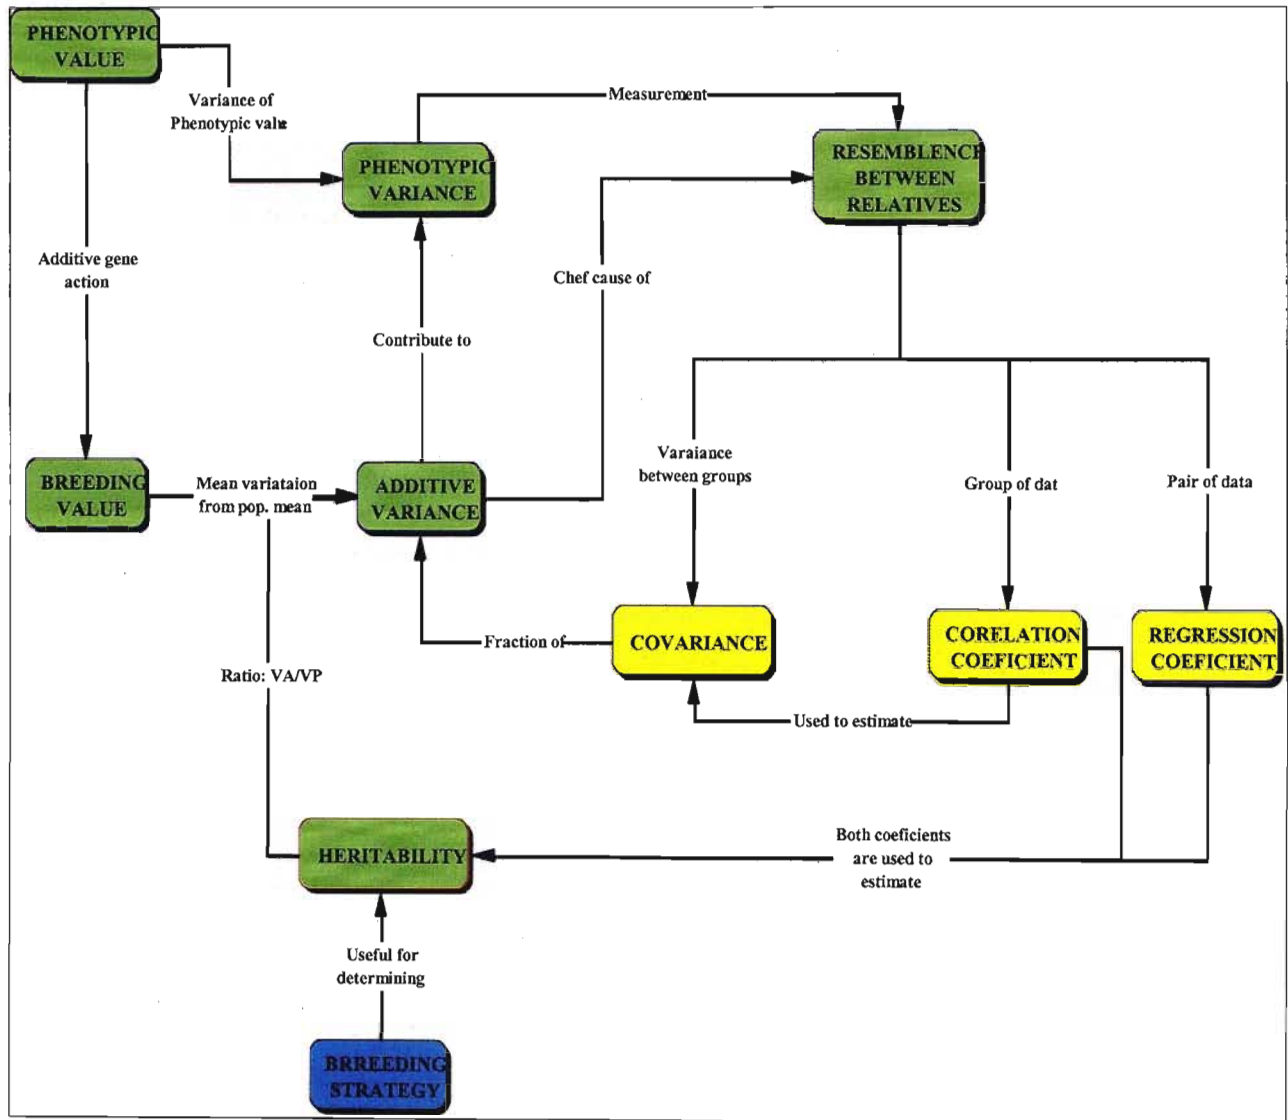 PHENOTYPIC
VALUE
Variance of
Phenotypic value
Measurement
PHENOTYPIC
VARIANCE
RESEMBLENCE
BETWEEN
RELATIVES
Additive gene
action
Chef cause of
Contribute to
Varaiance
between groups
Group of dat
Pair of data
BREEDING
VALUE
Mean variataion
from pop. mean
ADDITIVE
VARIANCE
Fraction of
COVARIANCE
CORELATION
COEFICIENT
REGRESSION
COEFICIENT
Ratio: VA/VP
Used to estimate
HERITABILITY
Both coeficients
are used to
estimate
Useful for
determining
BRREEDING
STRATEGY